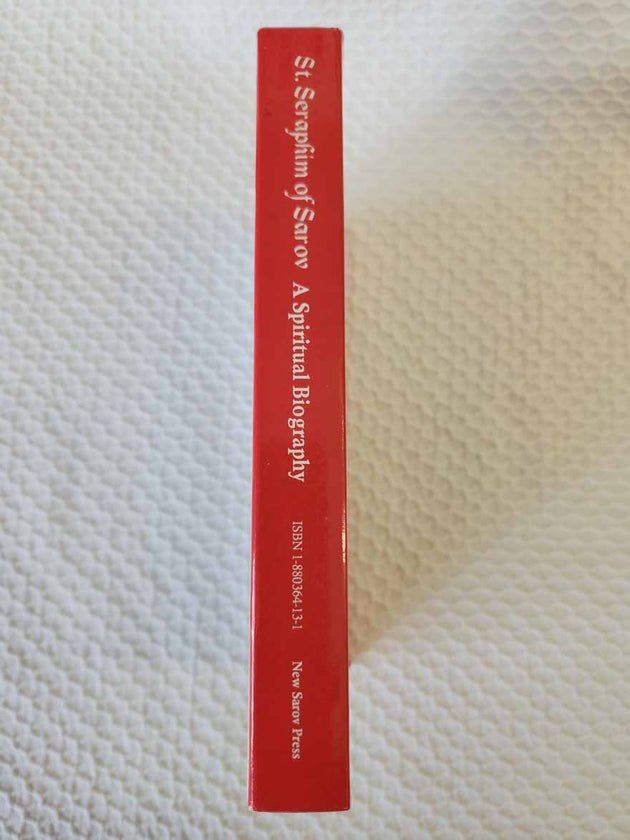 St. Seraphim of Sarov A Spiritual Biography ISBN 1-880364-13-1 New Sarov Press